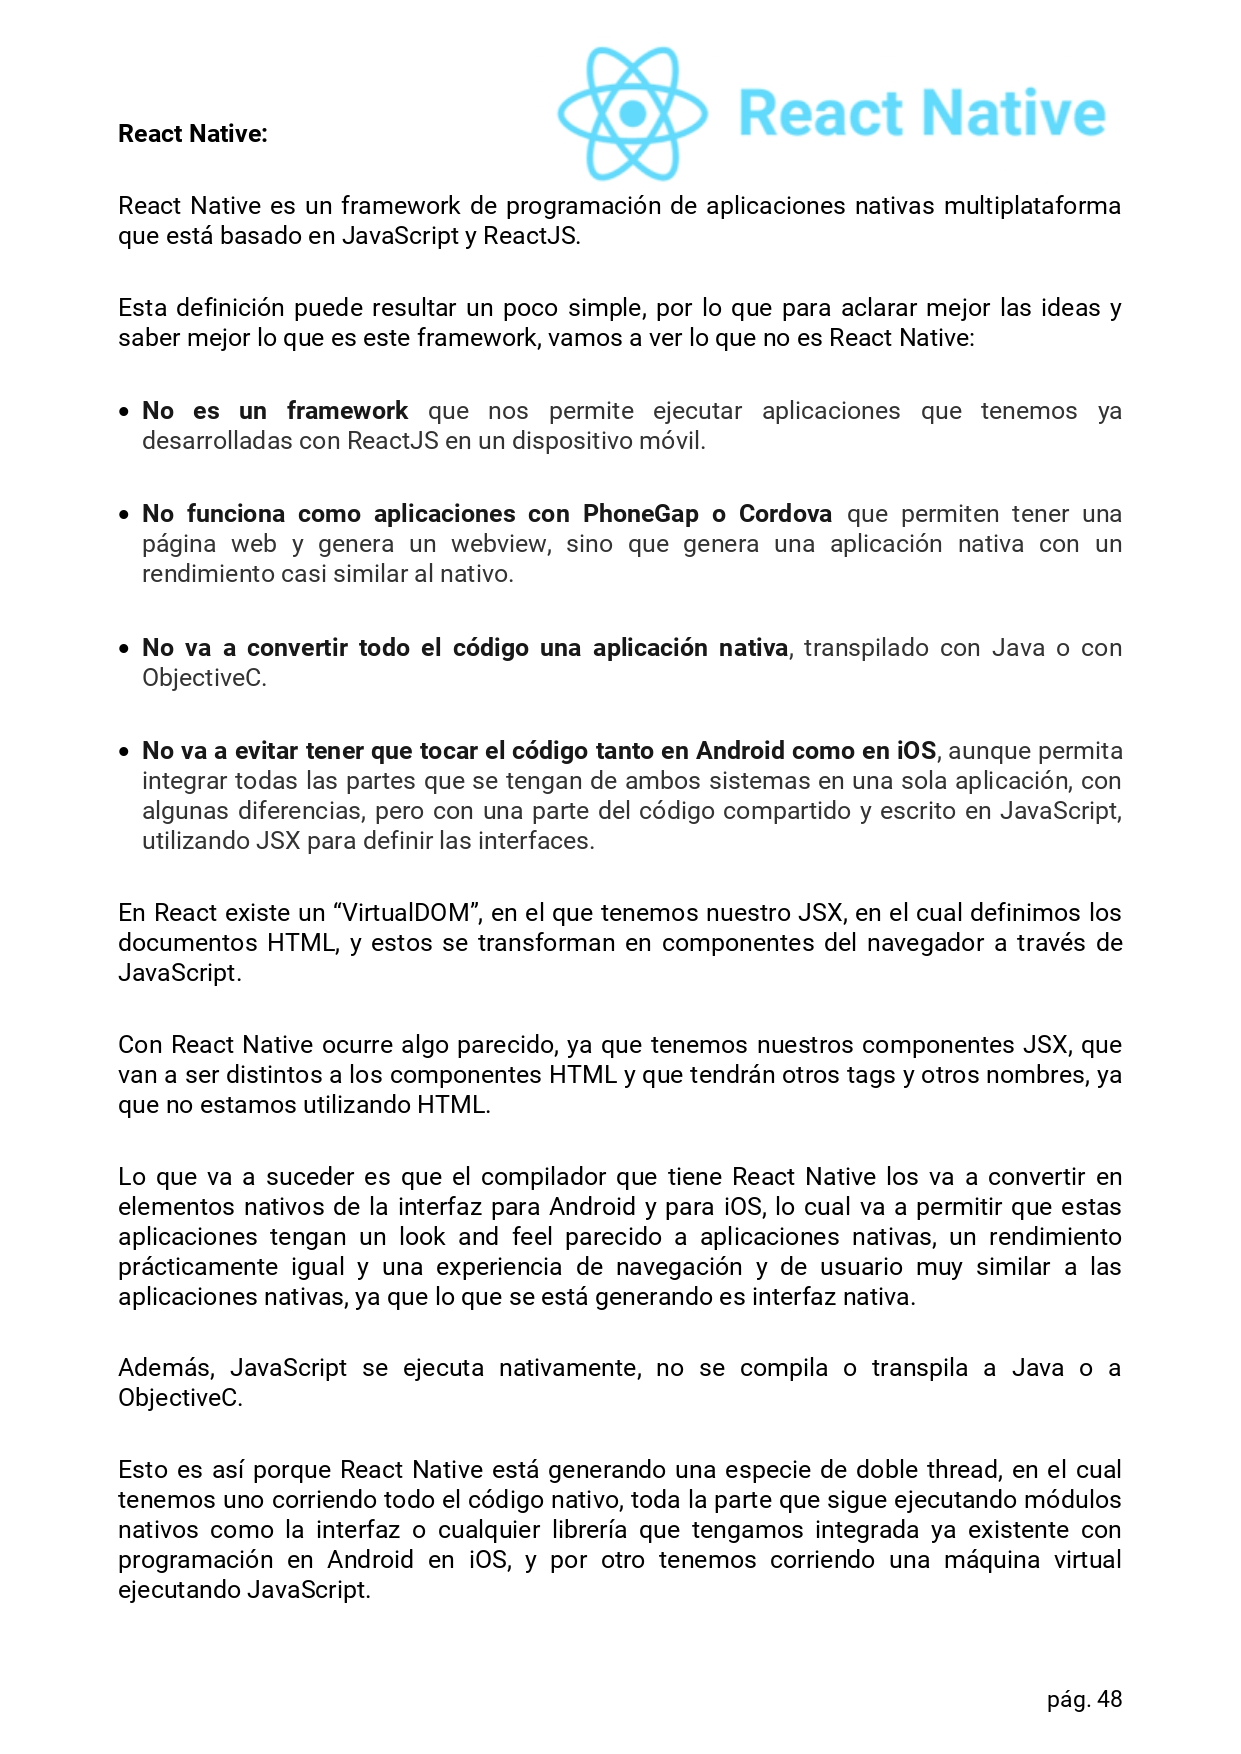 React Native
React Native:
React Native es un framework de programación de aplicaciones nativas multiplataforma
que está basado en JavaScript y ReactJS.
Esta definición puede resultar un poco simple, por lo que para aclarar mejor las ideas y
saber mejor lo que es este framework, vamos a ver lo que no es React Native:
• No es un framework que nos permite ejecutar aplicaciones que tenemos ya
desarrolladas con ReactJS en un dispositivo móvil.
• No funciona como aplicaciones con PhoneGap o Cordova que permiten tener una
página web y genera un webview, sino que genera una aplicación nativa con un
rendimiento casi similar al nativo.
• No va a convertir todo el código una aplicación nativa, transpilado con Java o con
ObjectiveC.
• No va a evitar tener que tocar el código tanto en Android como en iOS, aunque permita
integrar todas las partes que se tengan de ambos sistemas en una sola aplicación, con
algunas diferencias, pero con una parte del código compartido y escrito en JavaScript,
utilizando JSX para definir las interfaces.
En React existe un “VirtualDOM”, en el que tenemos nuestro JSX, en el cual definimos los
documentos HTML, y estos se transforman en componentes del navegador a través de
JavaScript.
Con React Native ocurre algo parecido, ya que tenemos nuestros componentes JSX, que
van a ser distintos a los componentes HTML y que tendrán otros tags y otros nombres, ya
que no estamos utilizando HTML.
Lo que va a suceder es que el compilador que tiene React Native los va a convertir en
elementos nativos de la interfaz para Android y para iOS, lo cual va a permitir que estas
aplicaciones tengan un look and feel parecido a aplicaciones nativas, un rendimiento
prácticamente igual y una experiencia de navegación y de usuario muy similar a las
aplicaciones nativas, ya que lo que se está generando es interfaz nativa.
Además, JavaScript se ejecuta nativamente, no se compila o transpila a Java o a
ObjectiveC.
Esto es así porque React Native está generando una especie de doble thread, en el cual
tenemos uno corriendo todo el código nativo, toda la parte que sigue ejecutando módulos
nativos como la interfaz o cualquier librería que tengamos integrada ya existente con
programación en Android en iOS, y por otro tenemos corriendo una máquina virtual
ejecutando JavaScript.
pág. 48